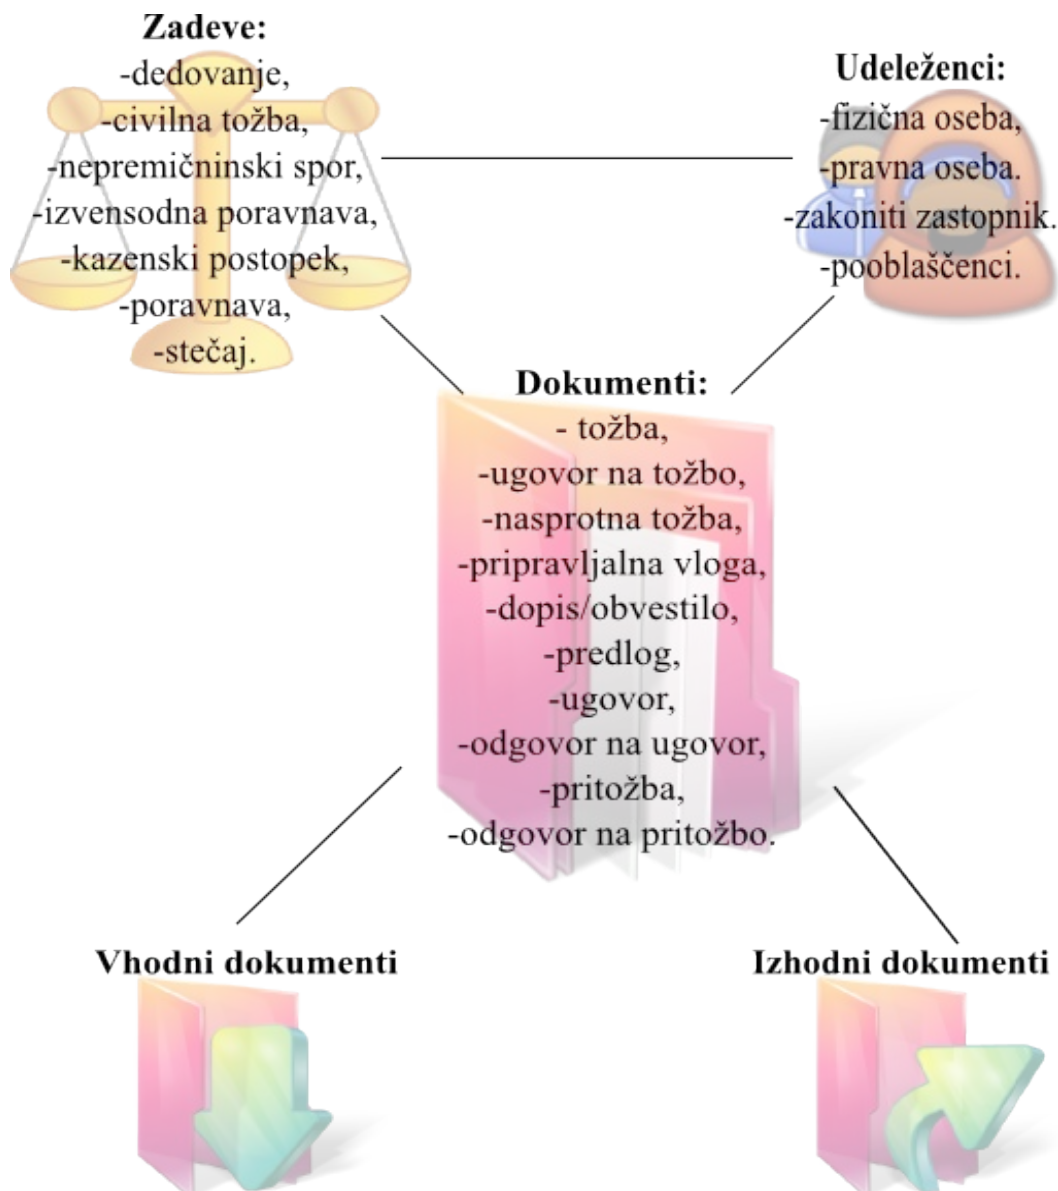 Zadeve:
-dedovanje,
-civilna tožba,
-nepremičninski spor,
-izvensodna poravnava,
-kazenski postopek,
-poravnava,
-stečaj.
Udeleženci:
-fizična oseba,
-pravna oseba.
-zakoniti zastopnik.
-pooblaščenci.
Dokumenti:
- tožba,
-ugovor na tožbo,
-nasprotna tožba,
-pripravljalna vloga,
-dopis/obvestilo,
-predlog,
-ugovor,
-odgovor na ugovor,
-pritožba,
-odgovor na pritožbo.
Vhodni dokumenti
Izhodni dokumenti